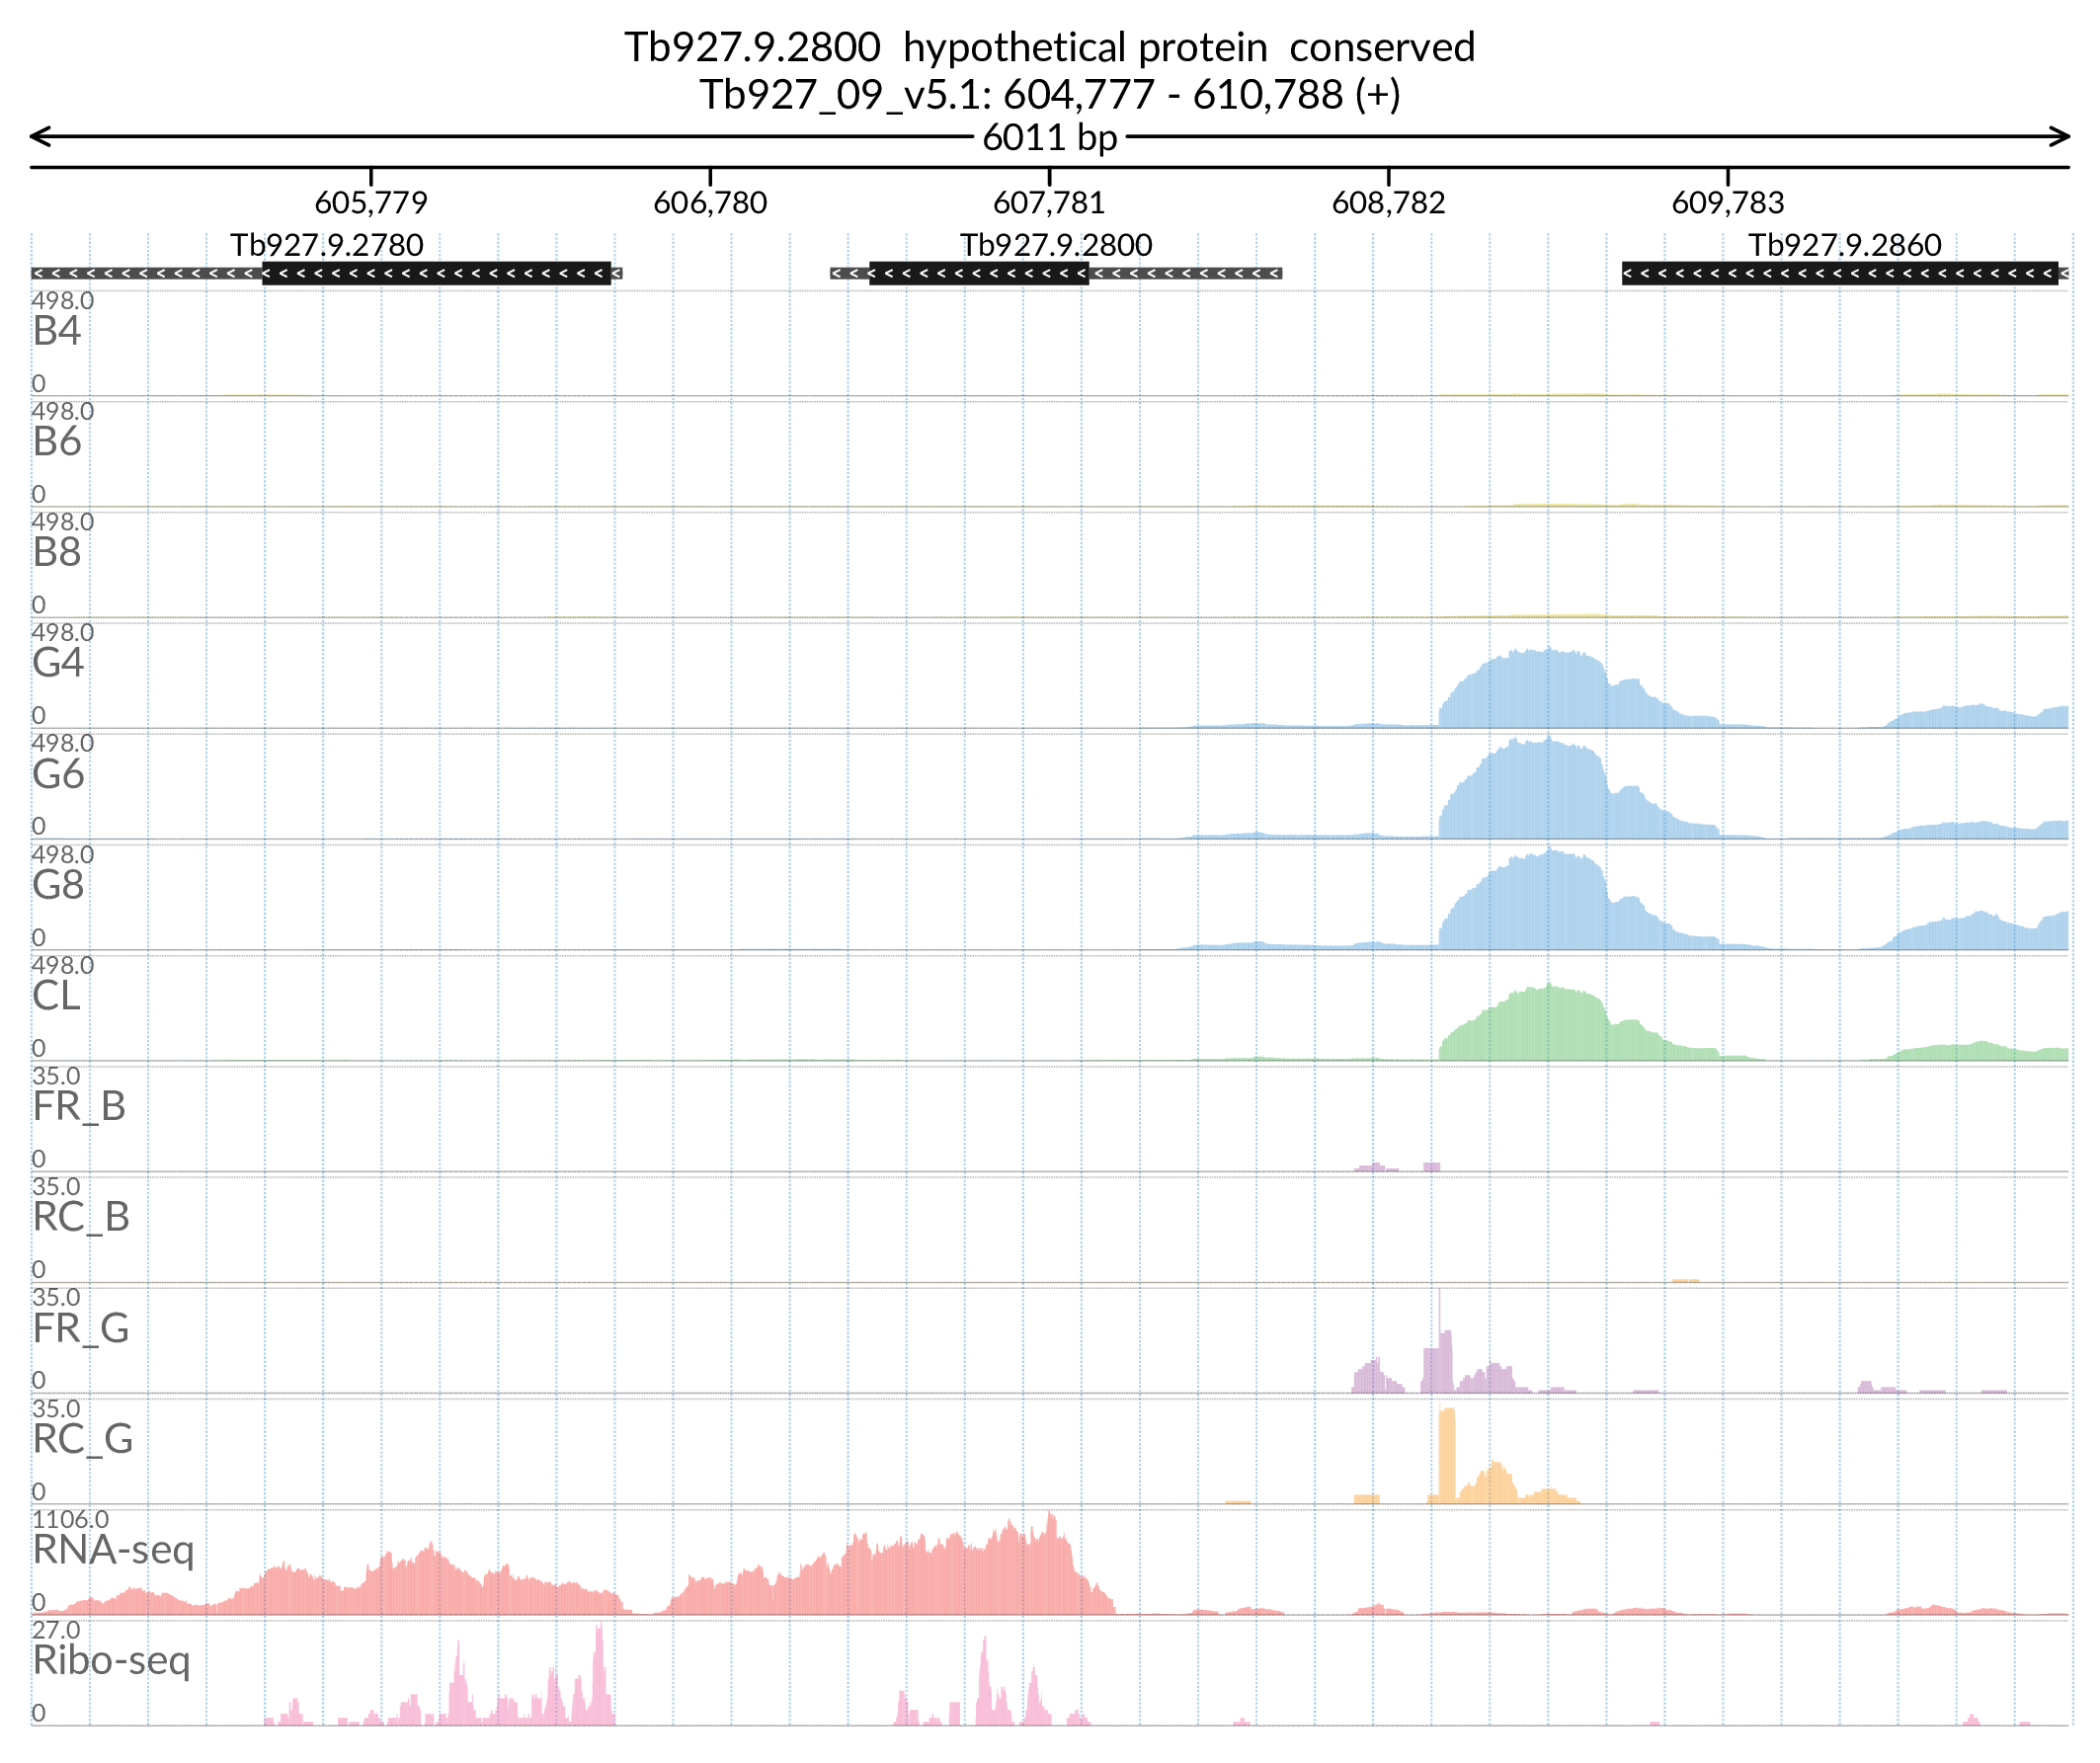 Tb927.9.2800 hypothetical protein conserved
Tb927_09_v5.1: 604,777 - 610,788 (+)
6011 bp
605,779 606,780 607,781 608,782 609,783
Tb927.9.2780 Tb927.9.2800 Tb927.9.2860
498.0
B4
0
498.0
B6
0
498.0
B8
0
498.0
G4
0
498.0
G6
0
498.0
G8
0
498.0
CL
0
35.0
FR_B
0
35.0
RC_B
0
35.0
FR_G
0
35.0
RC_G
0
1106.0
RNA-seq
0
27.0
Ribo-seq
0